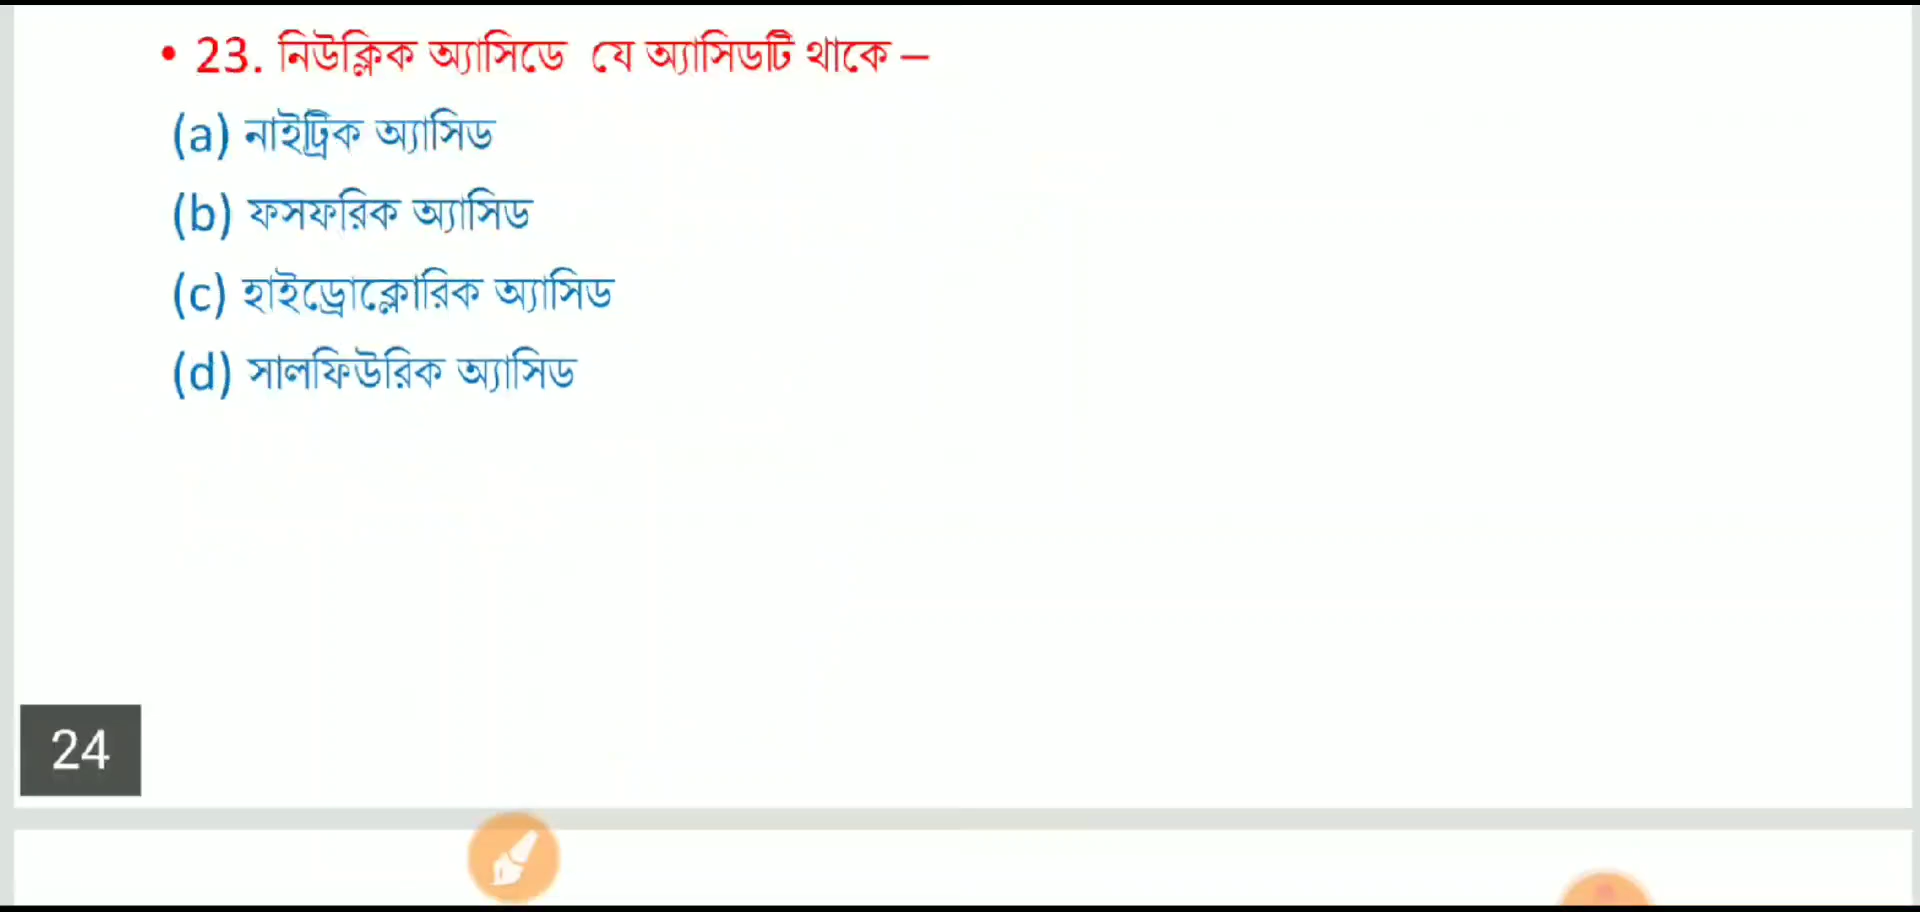 • 23. নিউক্লিক অ্যাসিডে যে অ্যাসিডটি থাকে –
(a) নাইট্রিক অ্যাসিড
(b) ফসফরিক অ্যাসিড
(c) হাইড্রোক্লোরিক অ্যাসিড
(d) সালফিউরিক অ্যাসিড
24